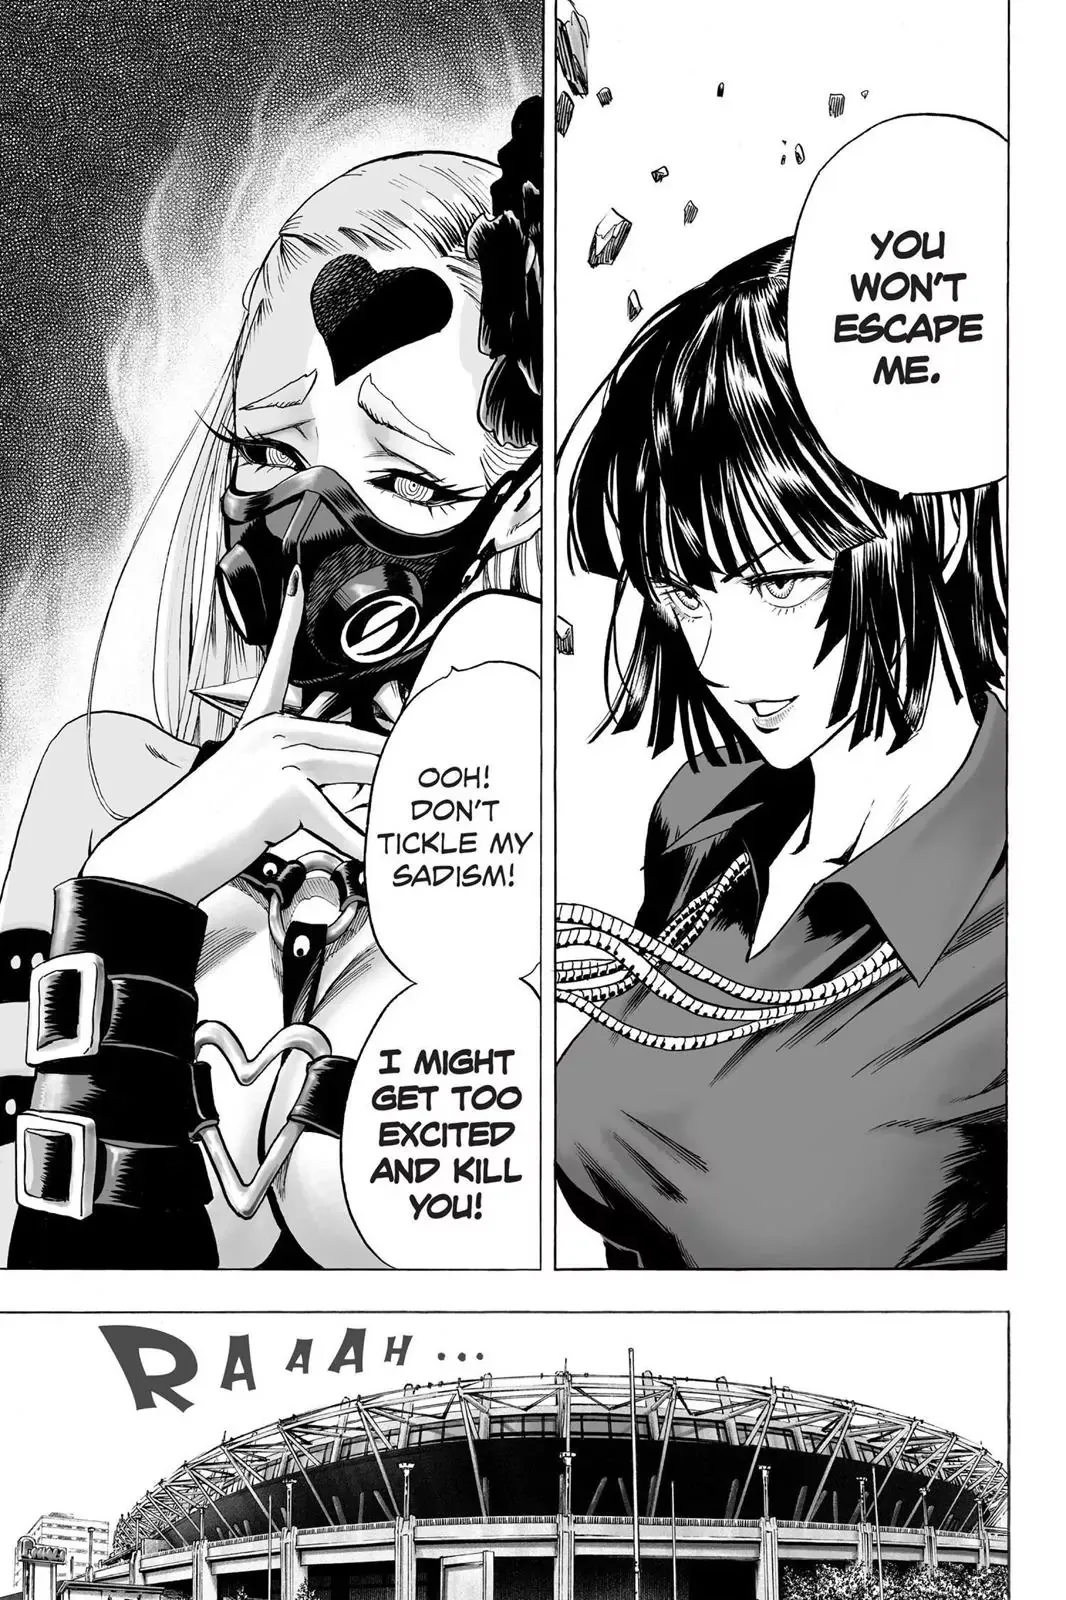 YOU
WON'T
ESCAPE
ME.
OOH!
DON'T
TICKLE MY
SADISM!
I MIGHT
GET TOO
EXCITED
AND KILL
YOU!
RAAAH...